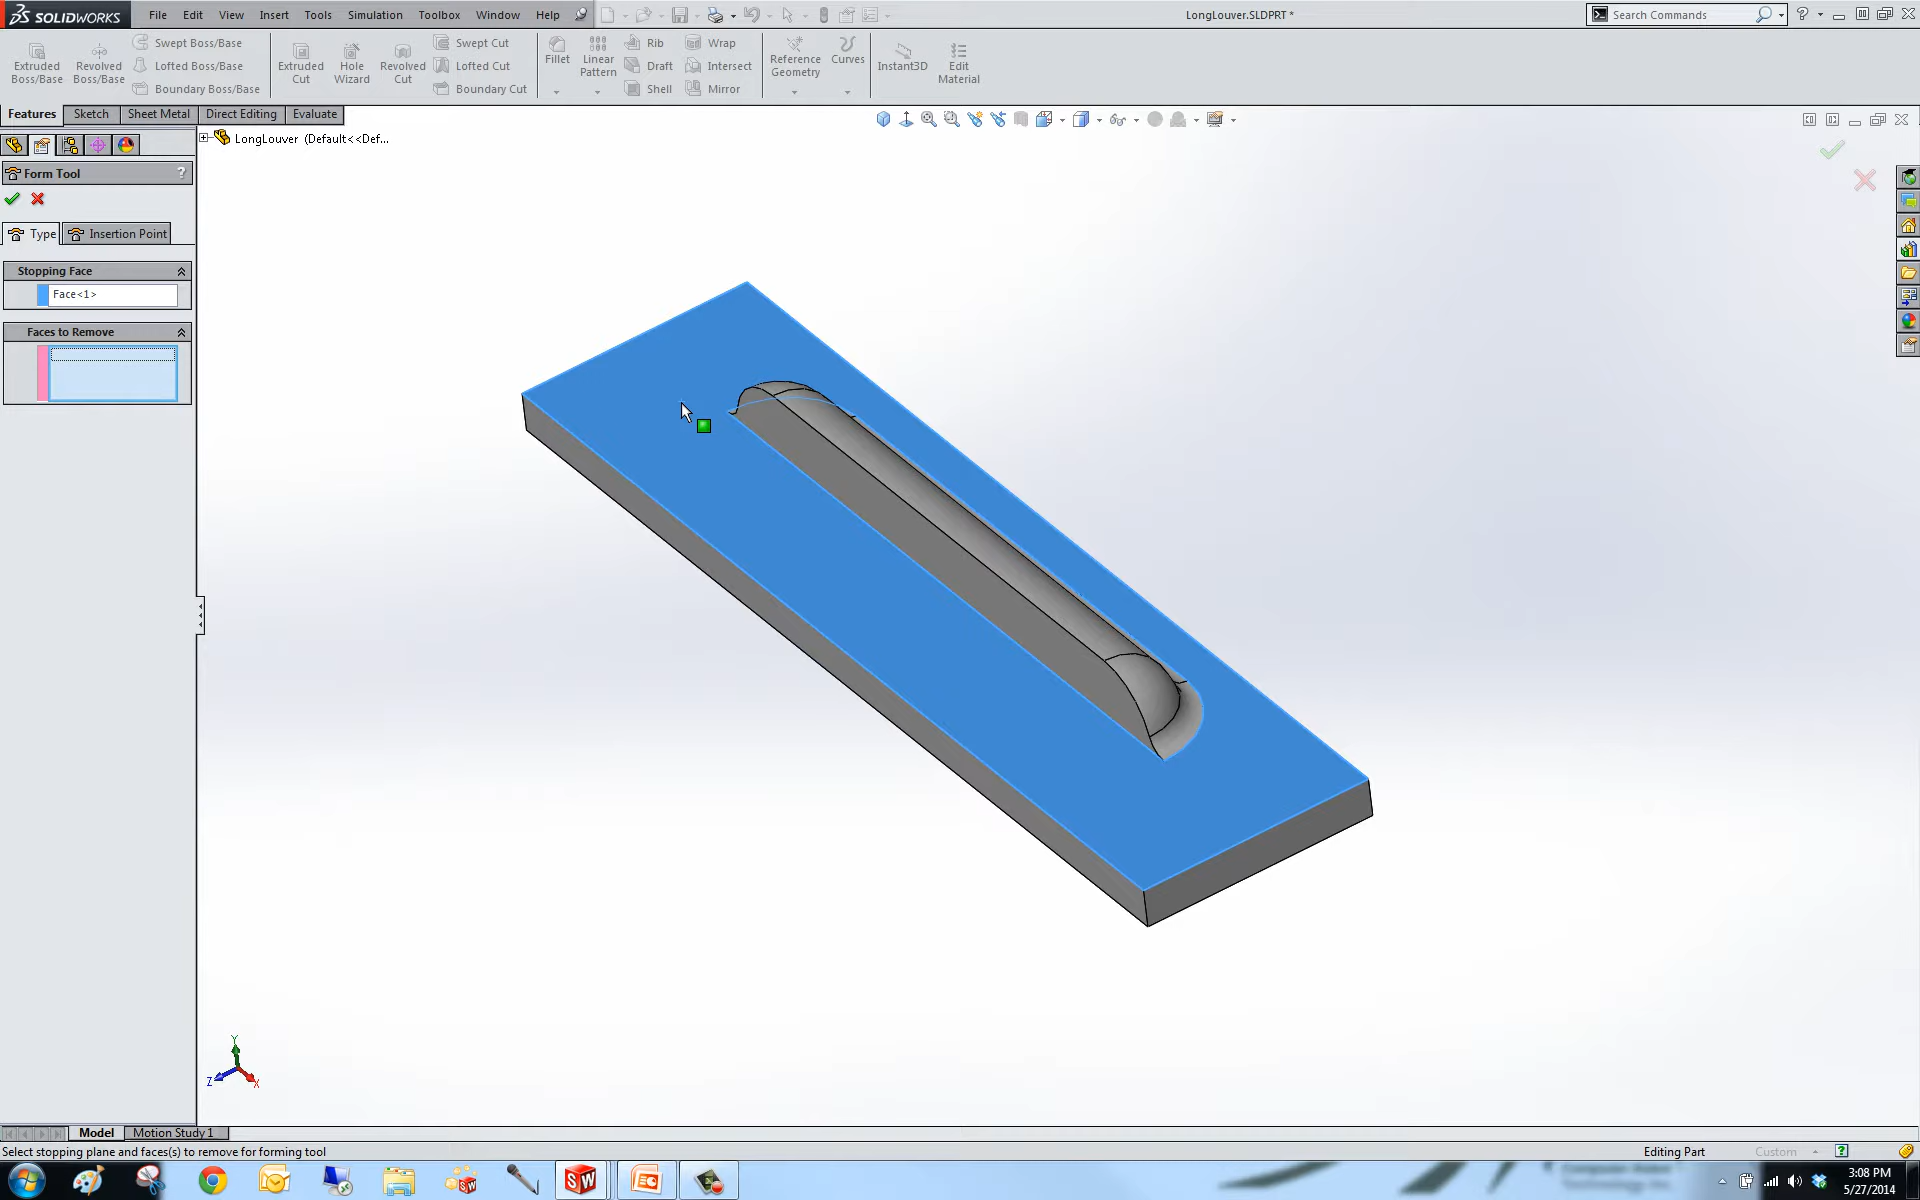 SOLIDWORKS File Edit View Insert Tools Simulation Toolbox Window Help LongLouver.SLDPRT * Search Commands
Extruded Boss/Base
Revolved Boss/Base
Swept Boss/Base
Lofted Boss/Base
Boundary Boss/Base
Extruded Cut
Hole Wizard
Revolved Cut
Swept Cut
Lofted Cut
Boundary Cut
Fillet
Linear Pattern
Rib
Draft
Shell
Wrap
Intersect
Mirror
Reference Geometry
Curves
Instant3D
Edit Material
Features Sketch Sheet Metal Direct Editing Evaluate
LongLouver (Default<<Def...
Form Tool ?
Type Insertion Point
Stopping Face
Face<1>
Faces to Remove
Y
Z
X
Model Motion Study 1
Select stopping plane and faces(s) to remove for forming tool Editing Part Custom
3:08 PM
5/27/2014